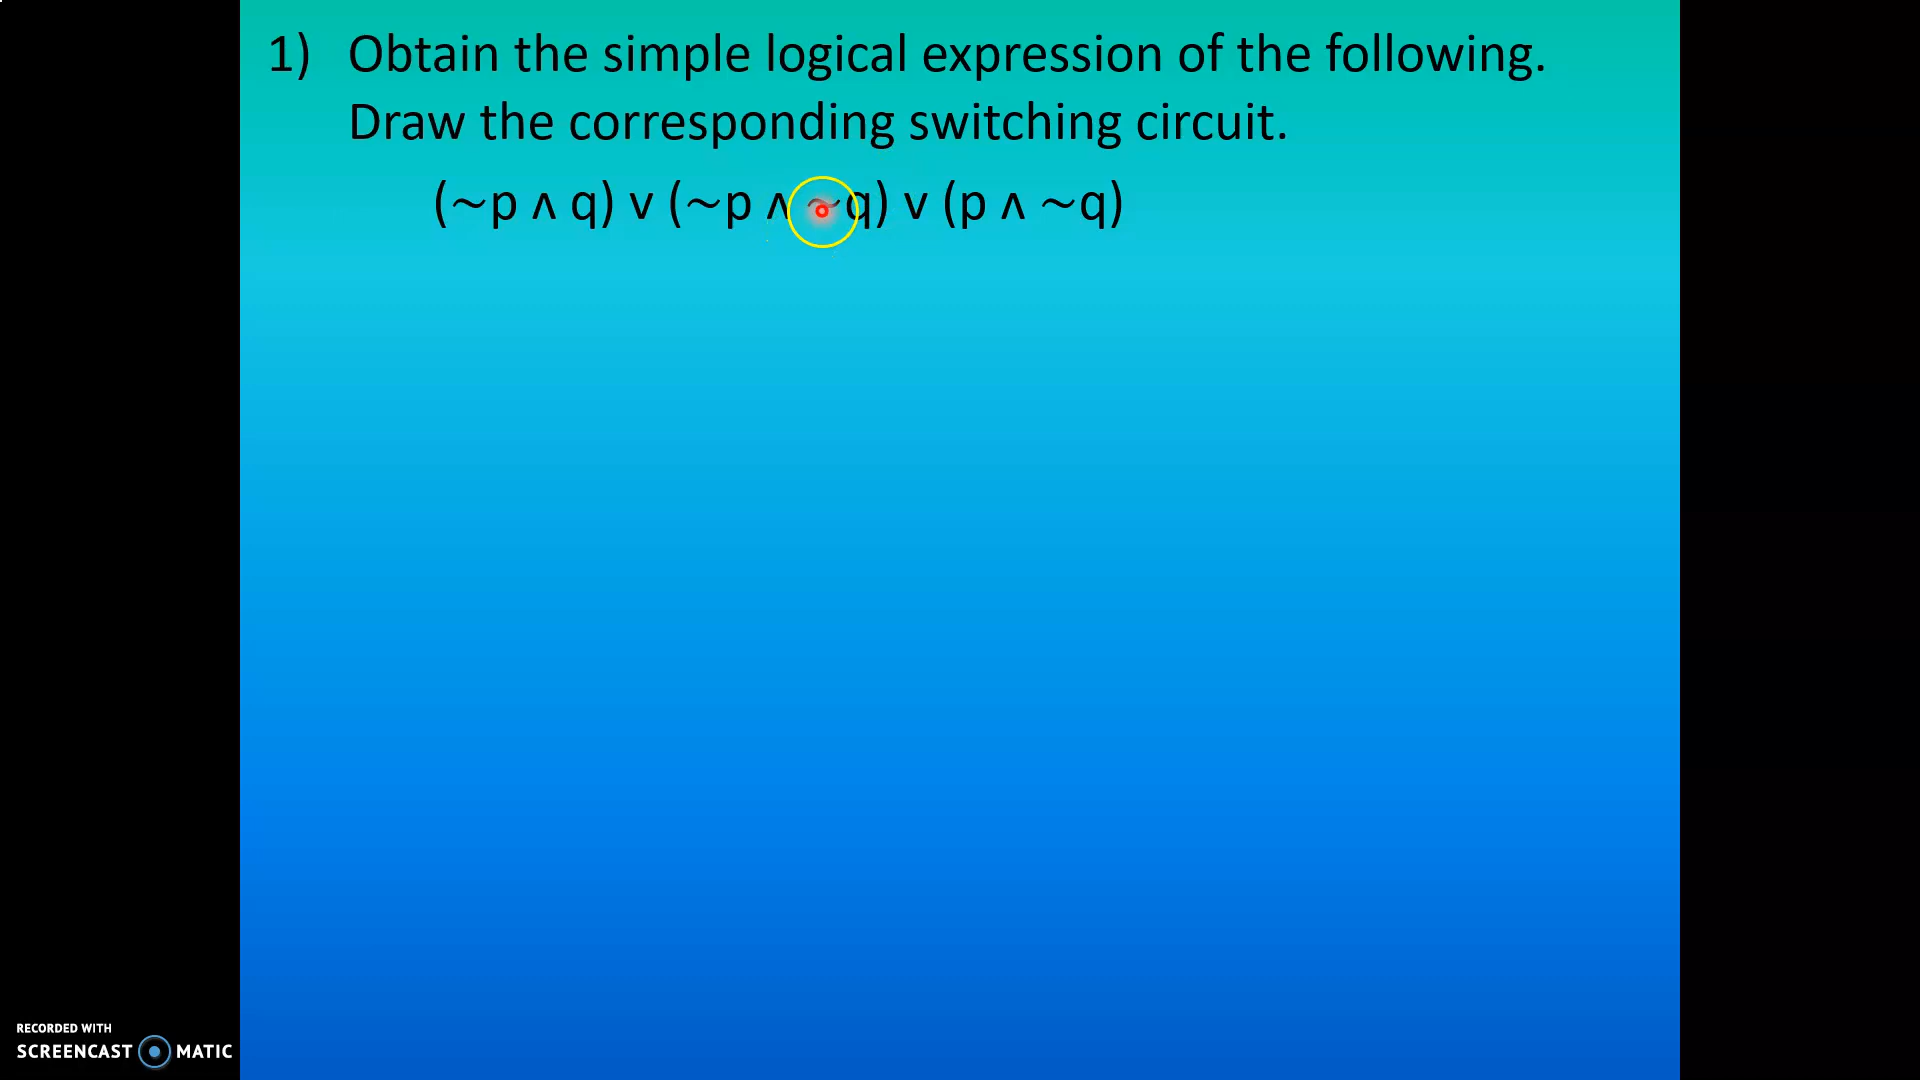 1) Obtain the simple logical expression of the following.
Draw the corresponding switching circuit.
(~p ʌ q) v (~p ʌ ~q) v (p ʌ ~q)
RECORDED WITH
SCREENCAST MATIC